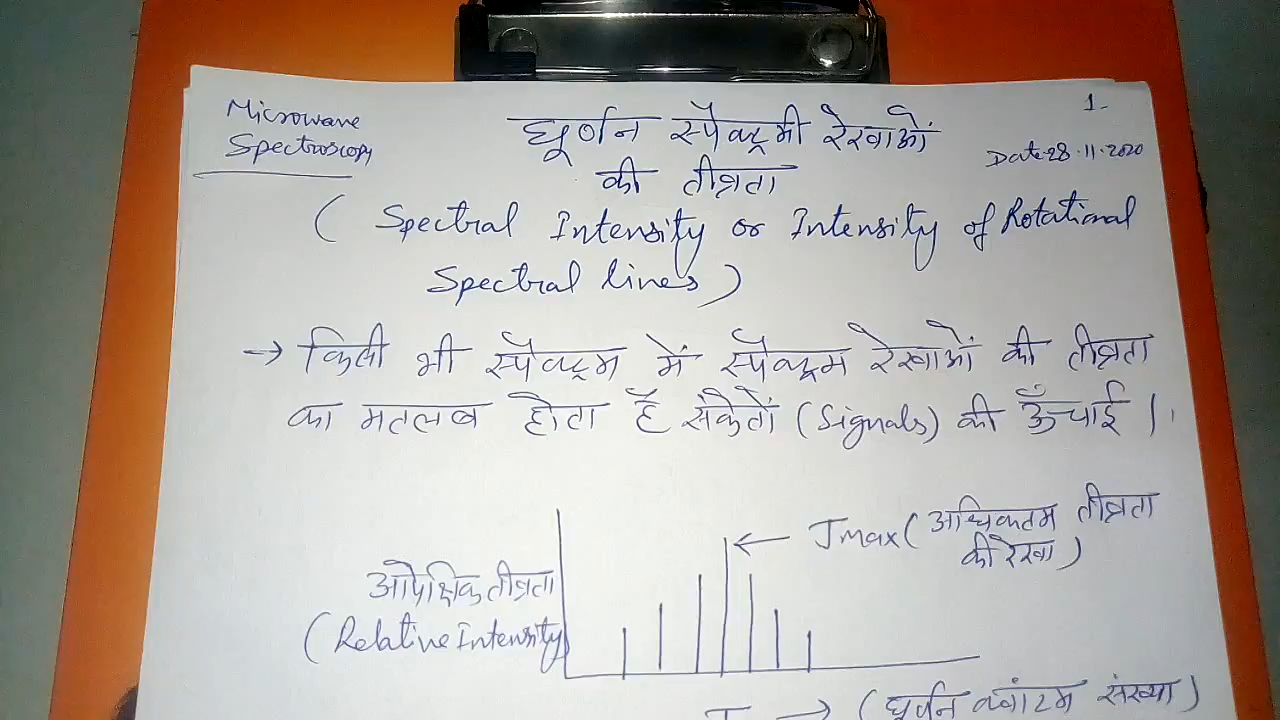 Microwave
Spectroscopy
1-
Date-28.11.2020
घूर्णन स्पैक्ट्रमी रेखाओं
की तीव्रता
( Spectral Intensity or Intensity of Rotational
Spectral lines)
→ किसी भी स्पैक्ट्रम में स्पैक्ट्रम रेखाओं की तीव्रता
का मतलब होता है संकेतों (Signals) की ऊँचाई।
← Jmax (अधिकतम तीव्रता
की रेखा)
आपेक्षिक तीव्रता
(Relative Intensity)
J → (घूर्णन क्वांटम संख्या)